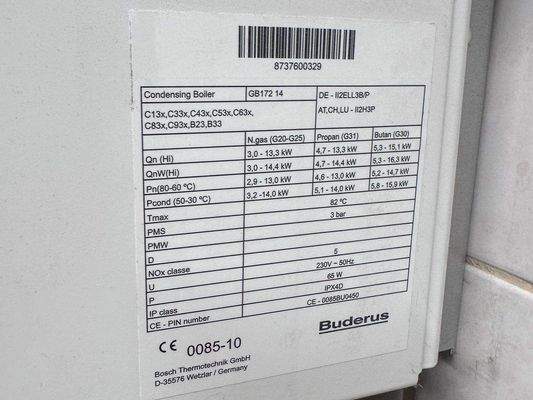 8737600329
Condensing Boiler GB172 14 DE - II2ELL3B/P
C13x,C33x,C43x,C53x,C63x, AT,CH,LU - II2H3P
C83x,C93x,B23,B33
N.gas (G20-G25) Propan (G31) Butan (G30)
Qn (Hi) 3,0 - 13,3 kW 4,7 - 13,3 kW 5,3 - 15,1 kW
QnW(Hi) 3,0 - 14,4 kW 4,7 - 14,4 kW 5,3 - 16,3 kW
Pn(80-60 ºC) 2,9 - 13,0 kW 4,6 - 13,0 kW 5,2 - 14,7 kW
Pcond (50-30 ºC) 3,2 -14,0 kW 5,1 - 14,0 kW 5,8 - 15,9 kW
Tmax 82 ºC
PMS 3 bar
PMW
D
NOx classe 5
U 230V ~ 50Hz
P 65 W
IP class IPX4D
CE - PIN number CE - 0085BU0450
Buderus
CE 0085-10
Bosch Thermotechnik GmbH
D-35576 Wetzlar / Germany